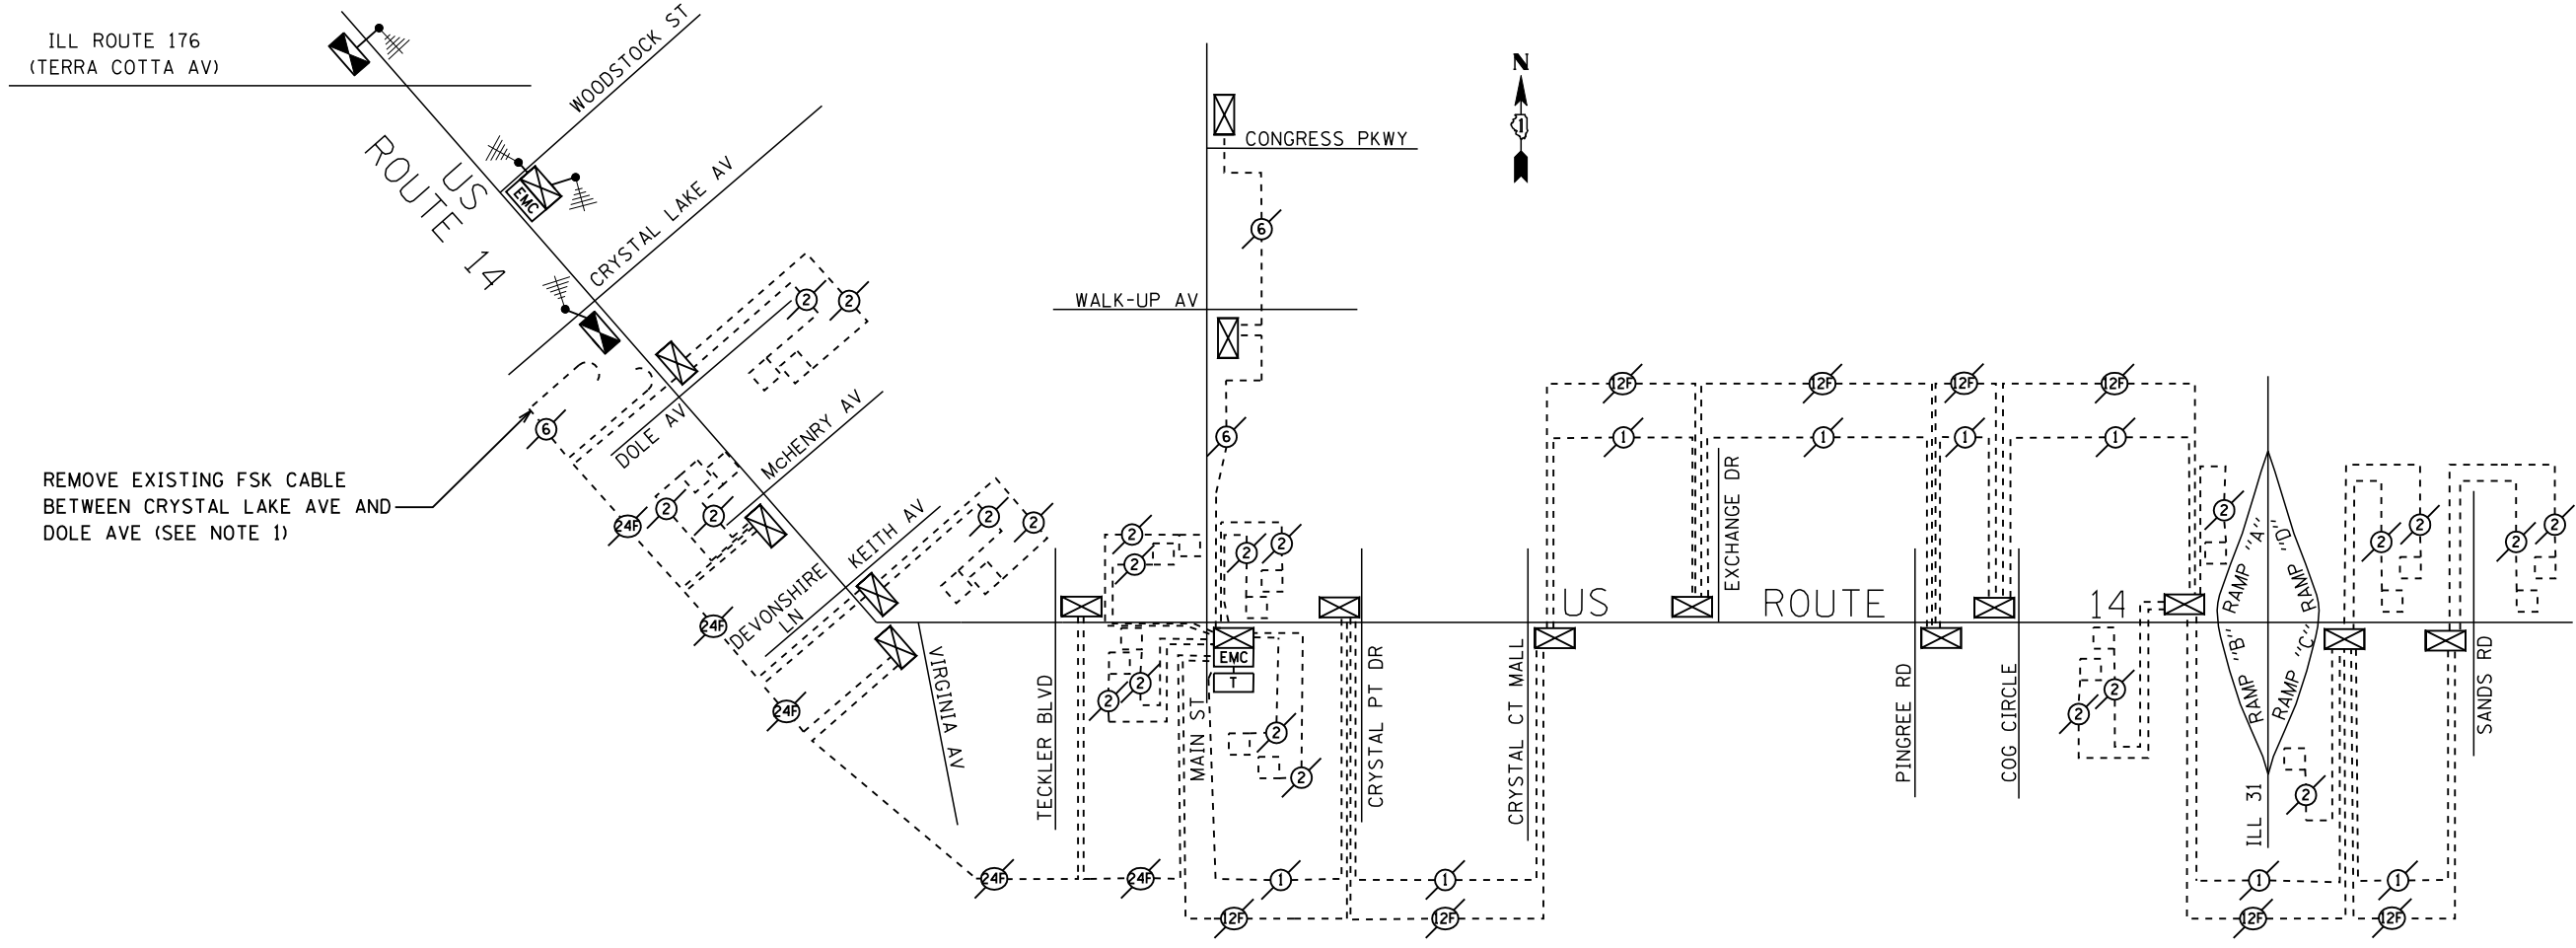 ILL ROUTE 176
(TERRA COTTA AV)
US
ROUTE 14
WOODSTOCK ST
EMC
CRYSTAL LAKE AV
2
2
DOLE AV
6
REMOVE EXISTING FSK CABLE
BETWEEN CRYSTAL LAKE AVE AND
DOLE AVE (SEE NOTE 1)
24F
2
2
McHENRY AV
24F
KEITH AV
2
2
DEVONSHIRE
LN
24F
VIRGINIA AV
24F
N
1
CONGRESS PKWY
6
WALK-UP AV
6
TECKLER BLVD
2
2
2
2
24F
MAIN ST
2
2
EMC
T
2
2
1
12F
CRYSTAL PT DR
1
12F
CRYSTAL CT MALL
12F
1
US ROUTE 14
EXCHANGE DR
12F
1
PINGREE RD
12F
1
COG CIRCLE
12F
1
2
2
2
RAMP "A"
RAMP "D"
RAMP "B"
RAMP "C"
ILL 31
2
1
12F
2
2
1
12F
2
2
SANDS RD